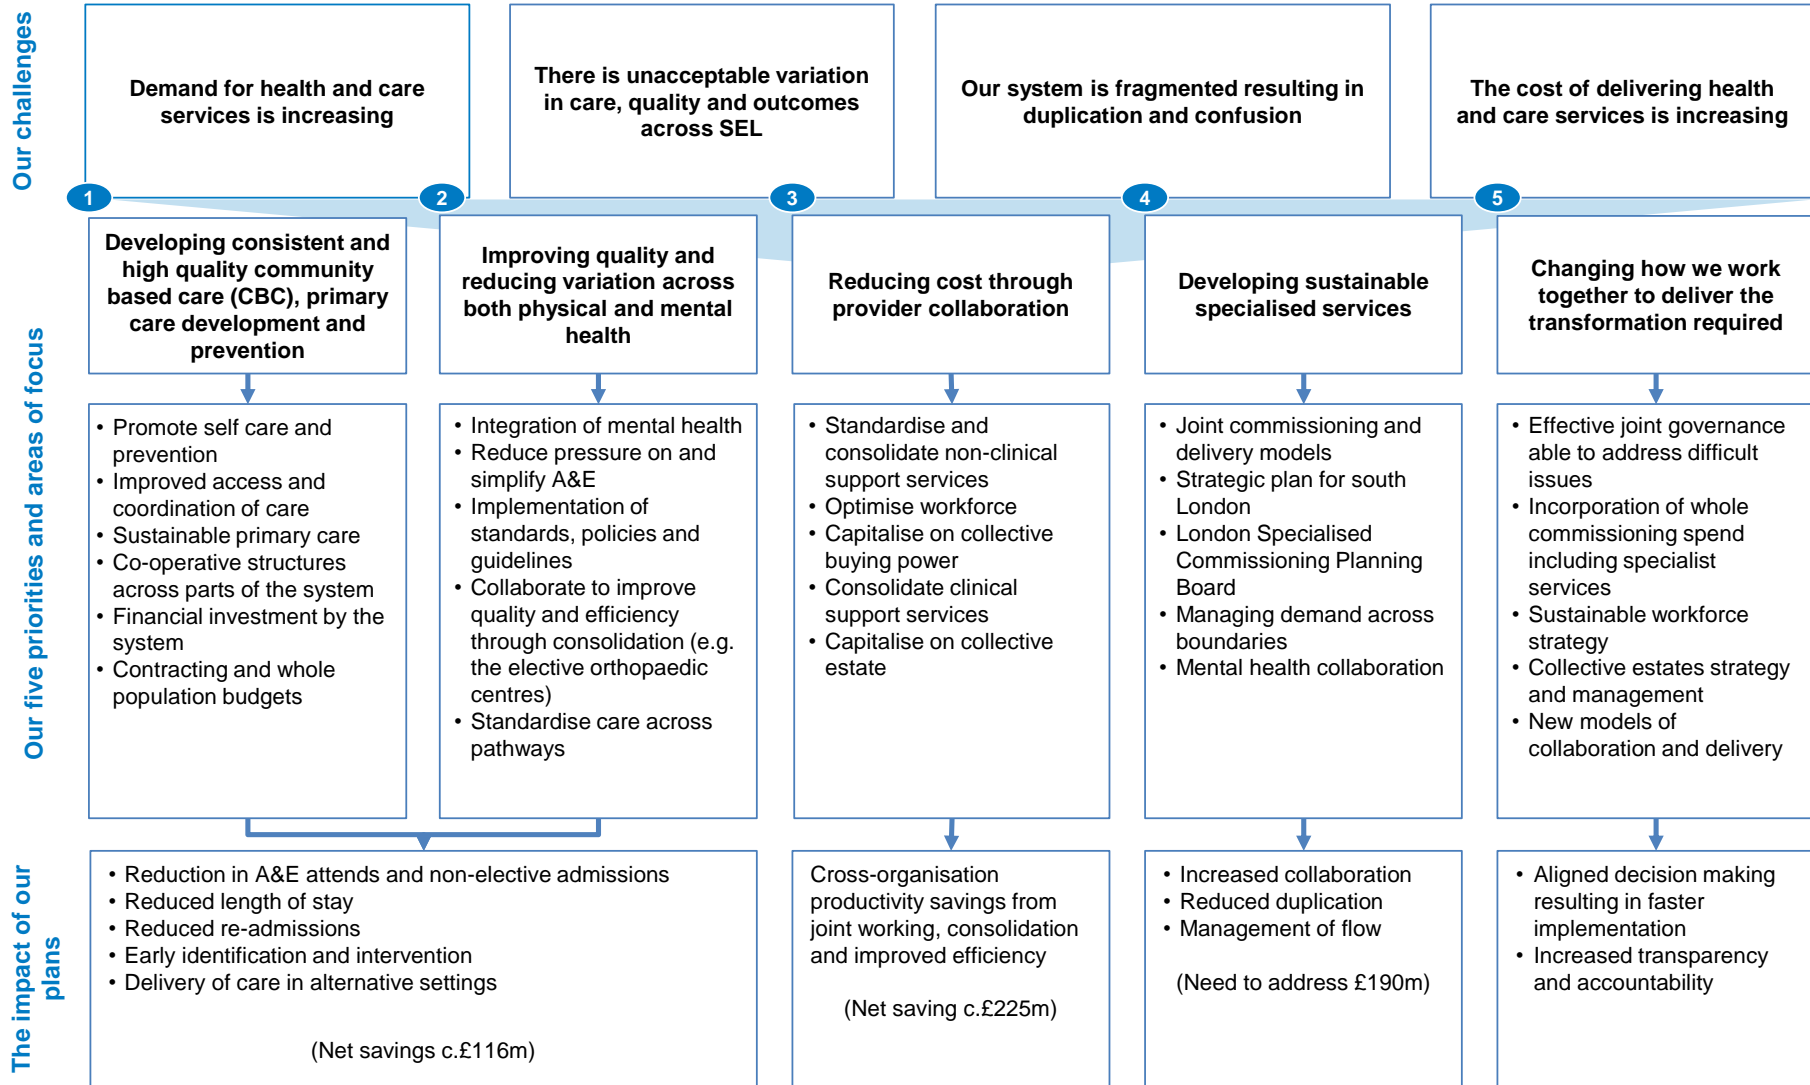 Our challenges
Demand for health and care
services is increasing
There is unacceptable variation
in care, quality and outcomes
across SEL
Our system is fragmented resulting in
duplication and confusion
The cost of delivering health
and care services is increasing
Our five priorities and areas of focus
1
Developing consistent and
high quality community
based care (CBC), primary
care development and
prevention
2
Improving quality and
reducing variation across
both physical and mental
health
3
Reducing cost through
provider collaboration
4
Developing sustainable
specialised services
5
Changing how we work
together to deliver the
transformation required
• Promote self care and
prevention
• Improved access and
coordination of care
• Sustainable primary care
• Co-operative structures
across parts of the system
• Financial investment by the
system
• Contracting and whole
population budgets
• Integration of mental health
• Reduce pressure on and
simplify A&E
• Implementation of
standards, policies and
guidelines
• Collaborate to improve
quality and efficiency
through consolidation (e.g.
the elective orthopaedic
centres)
• Standardise care across
pathways
• Standardise and
consolidate non-clinical
support services
• Optimise workforce
• Capitalise on collective
buying power
• Consolidate clinical
support services
• Capitalise on collective
estate
• Joint commissioning and
delivery models
• Strategic plan for south
London
• London Specialised
Commissioning Planning
Board
• Managing demand across
boundaries
• Mental health collaboration
• Effective joint governance
able to address difficult
issues
• Incorporation of whole
commissioning spend
including specialist
services
• Sustainable workforce
strategy
• Collective estates strategy
and management
• New models of
collaboration and delivery
The impact of our
plans
• Reduction in A&E attends and non-elective admissions
• Reduced length of stay
• Reduced re-admissions
• Early identification and intervention
• Delivery of care in alternative settings
(Net savings c.£116m)
Cross-organisation
productivity savings from
joint working, consolidation
and improved efficiency
(Net saving c.£225m)
• Increased collaboration
• Reduced duplication
• Management of flow
(Need to address £190m)
• Aligned decision making
resulting in faster
implementation
• Increased transparency
and accountability